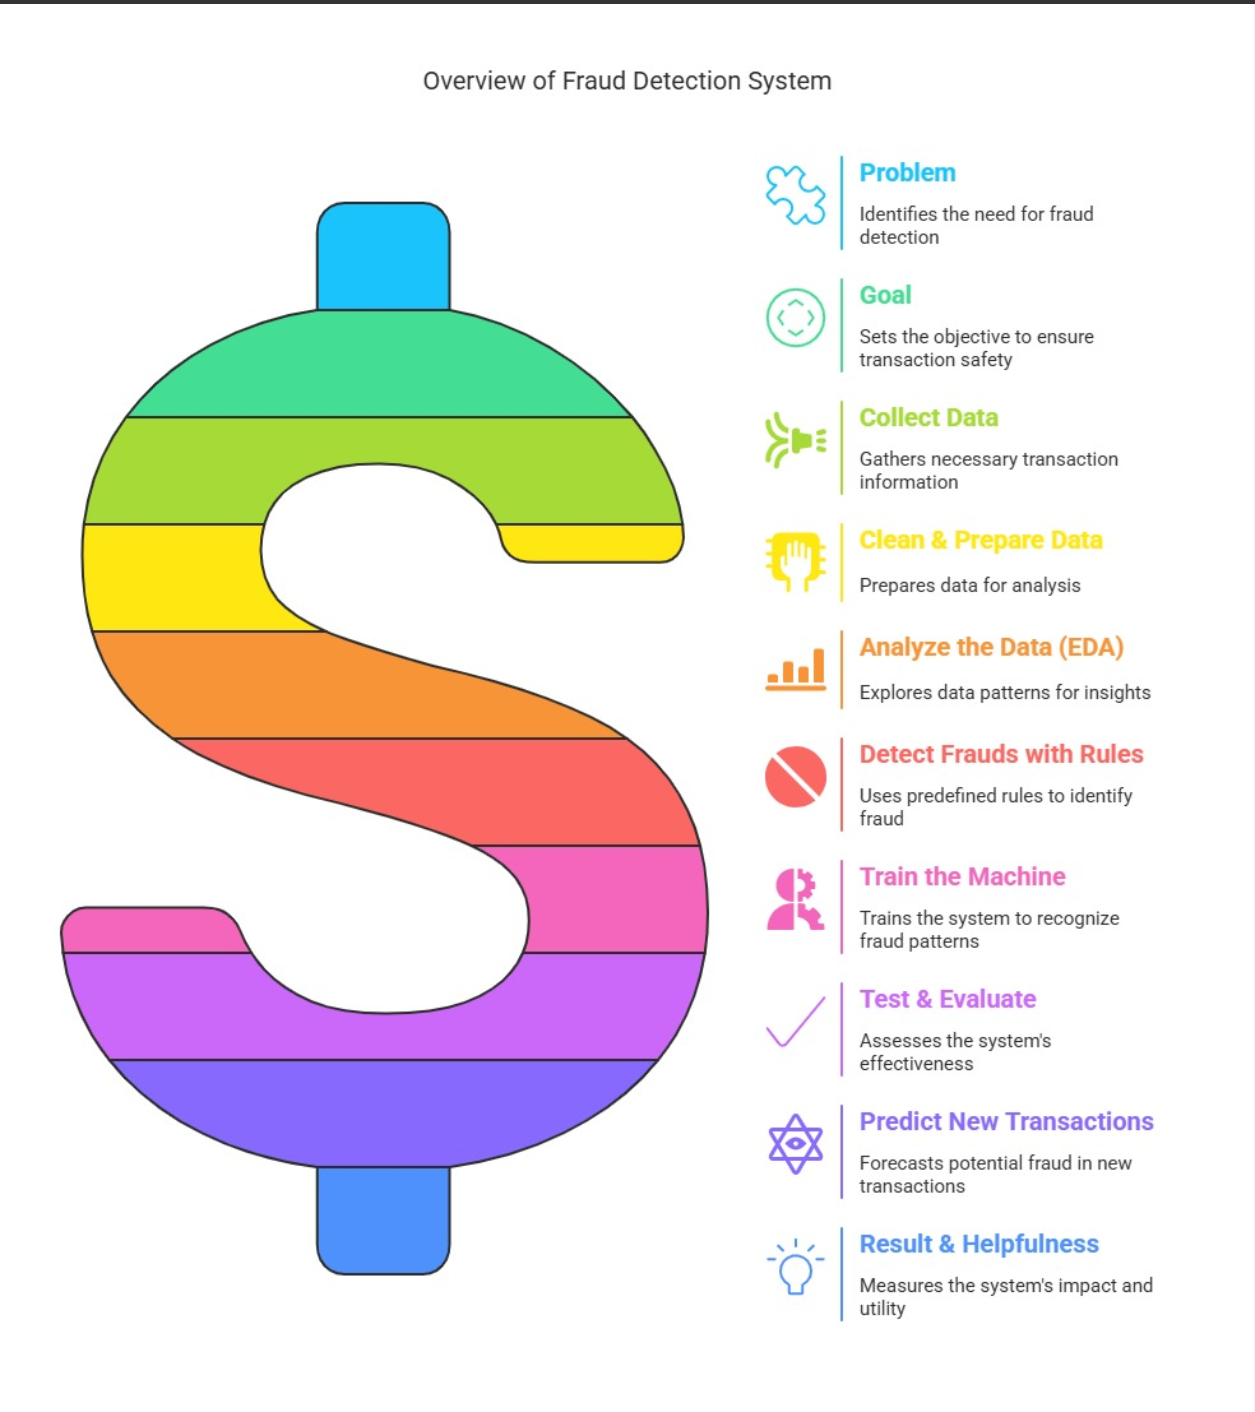 Overview of Fraud Detection System
Problem
Identifies the need for fraud
detection
Goal
Sets the objective to ensure
transaction safety
Collect Data
Gathers necessary transaction
information
Clean & Prepare Data
Prepares data for analysis
Analyze the Data (EDA)
Explores data patterns for insights
Detect Frauds with Rules
Uses predefined rules to identify
fraud
Train the Machine
Trains the system to recognize
fraud patterns
Test & Evaluate
Assesses the system's
effectiveness
Predict New Transactions
Forecasts potential fraud in new
transactions
Result & Helpfulness
Measures the system's impact and
utility